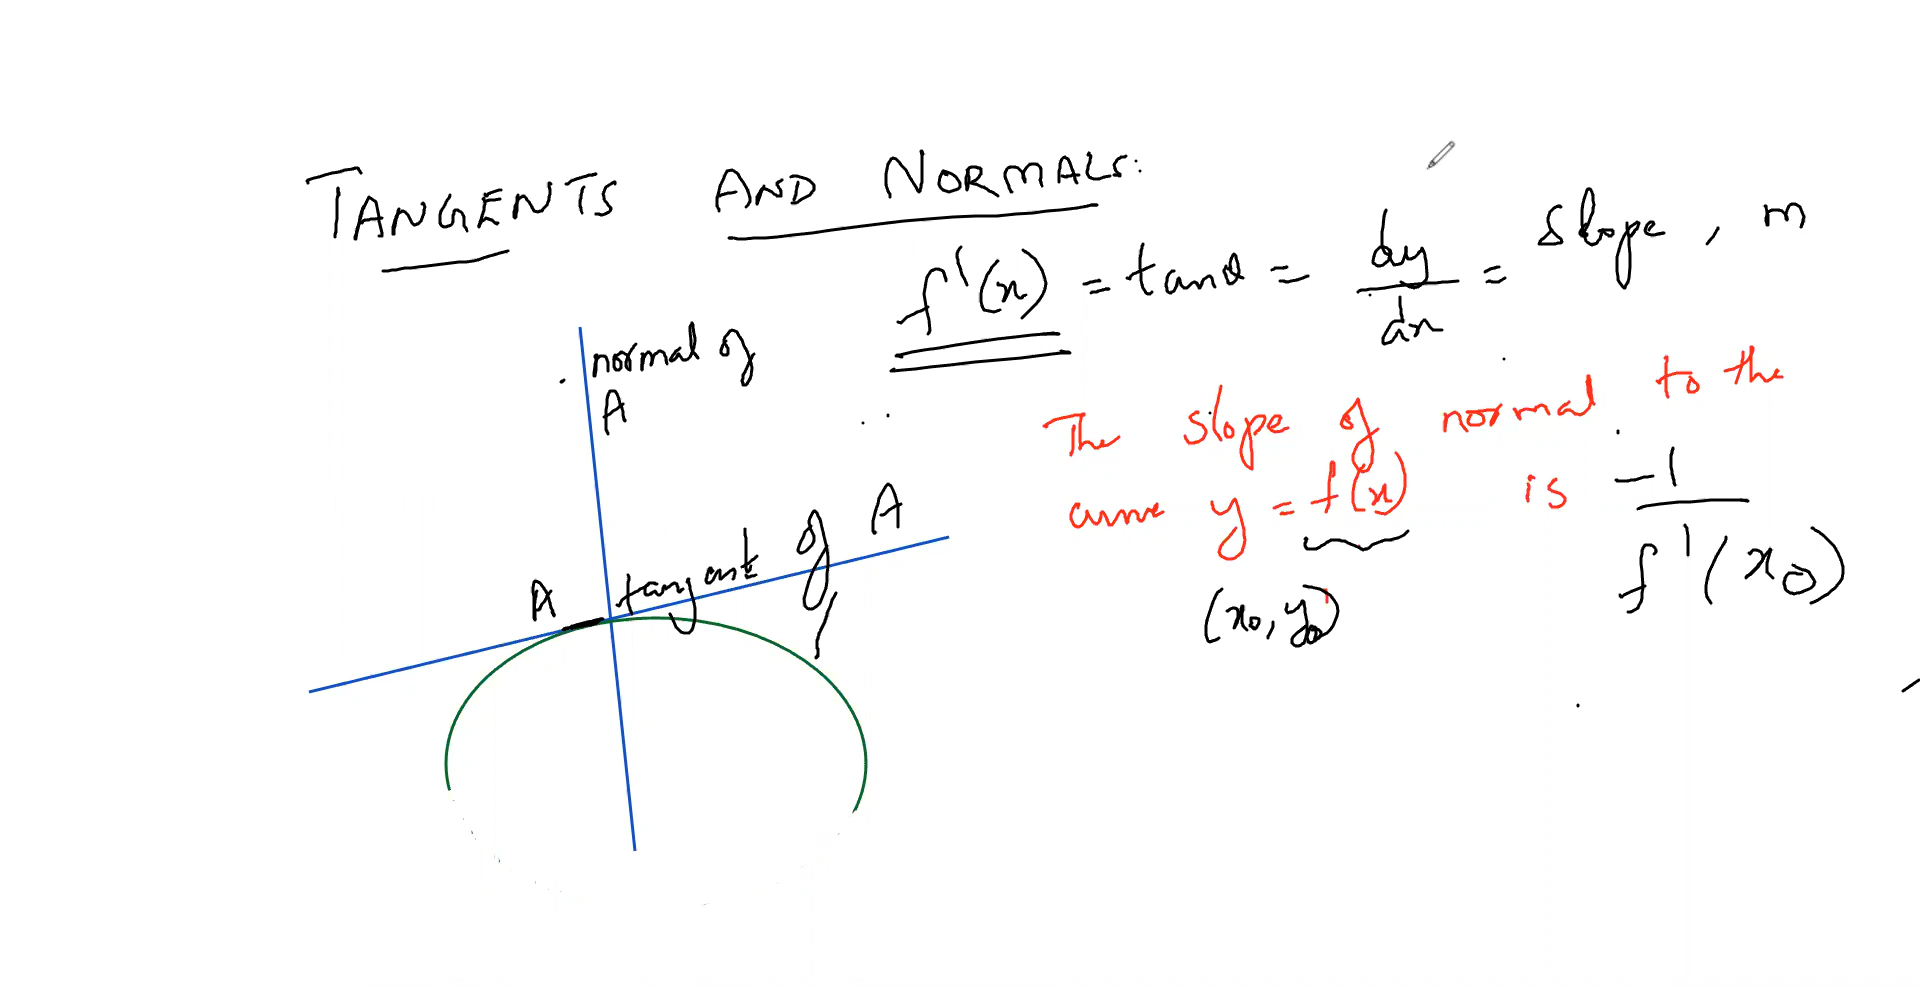 TANGENTS AND NORMALS:
f'(x) = tanα = dy/dx = slope, m
normal of
A
The slope of normal to the
curve y = f(x) is -1/f'(x₀)
(x₀, y₀)
A tangent of A